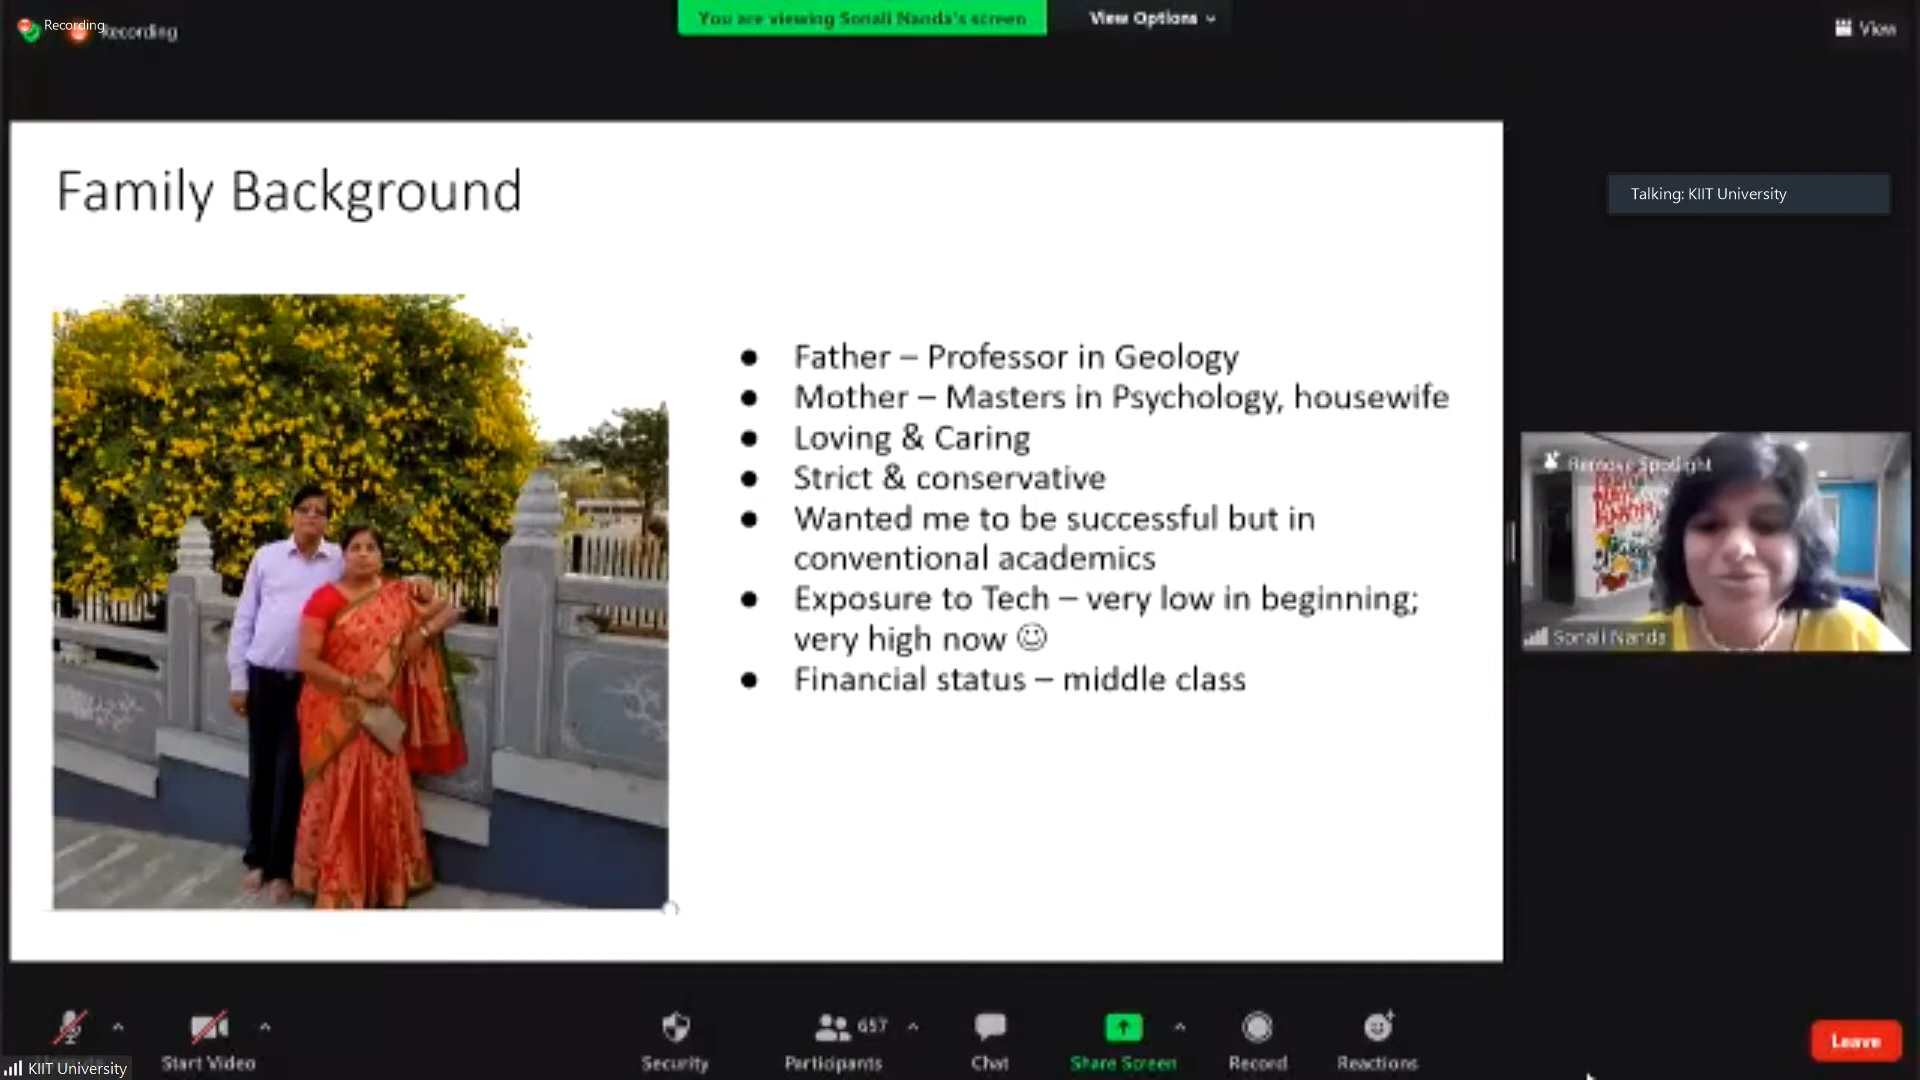 Recording
Recording
You are viewing Sonali Nanda's screen
View Options
View
Family Background
Talking: KIIT University
● Father – Professor in Geology
● Mother – Masters in Psychology, housewife
● Loving & Caring
● Strict & conservative
● Wanted me to be successful but in
conventional academics
● Exposure to Tech – very low in beginning;
very high now ☺
● Financial status – middle class
Remove Spotlight
Sonali Nanda
Start Video
Security
657
Participants
Chat
Share Screen
Record
Reactions
Leave
KIIT University